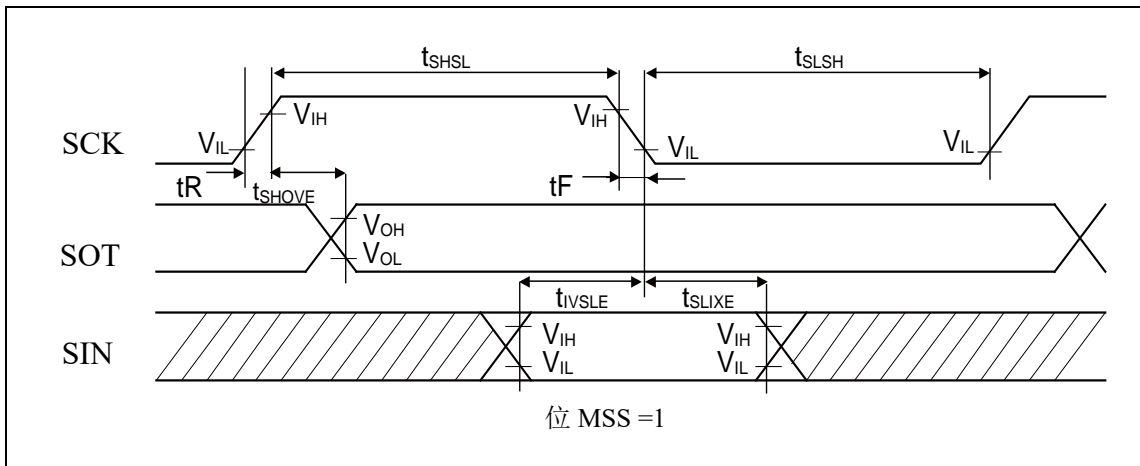 tSHSL
tSLSH
SCK
VIH
VIH
VIL
VIL
VIL
tR
tSHOVE
tF
SOT
VOH
VOL
tIVSLE
tSLIXE
SIN
VIH
VIH
VIL
VIL
位 MSS =1